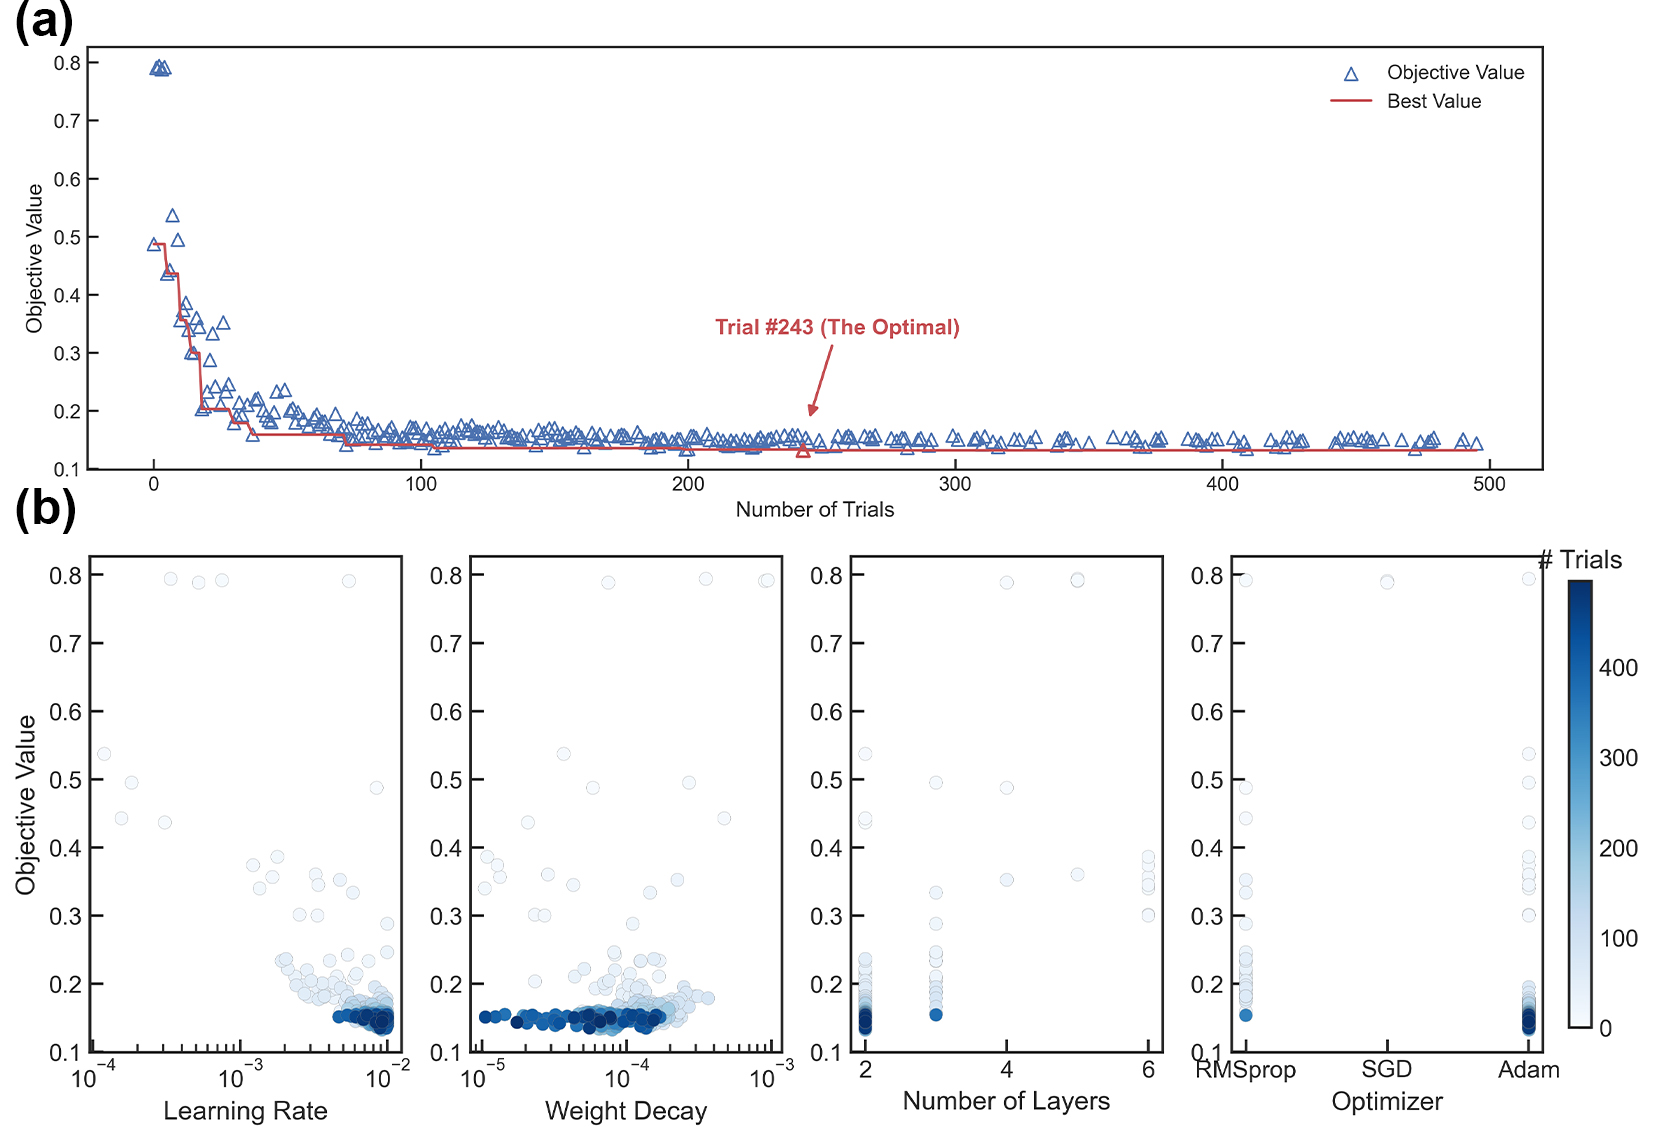 (a)
0.8
0.7
0.6
0.5
0.4
0.3
0.2
0.1
Objective Value
Objective Value
Best Value
Trial #243 (The Optimal)
0 100 200 300 400 500
Number of Trials
(b)
Objective Value
0.8
0.7
0.6
0.5
0.4
0.3
0.2
0.1
10⁻⁴ 10⁻³ 10⁻²
Learning Rate
0.8
0.7
0.6
0.5
0.4
0.3
0.2
0.1
10⁻⁵ 10⁻⁴ 10⁻³
Weight Decay
0.8
0.7
0.6
0.5
0.4
0.3
0.2
0.1
2 4 6
Number of Layers
0.8
0.7
0.6
0.5
0.4
0.3
0.2
0.1
RMSprop SGD Adam
Optimizer
# Trials
400
300
200
100
0